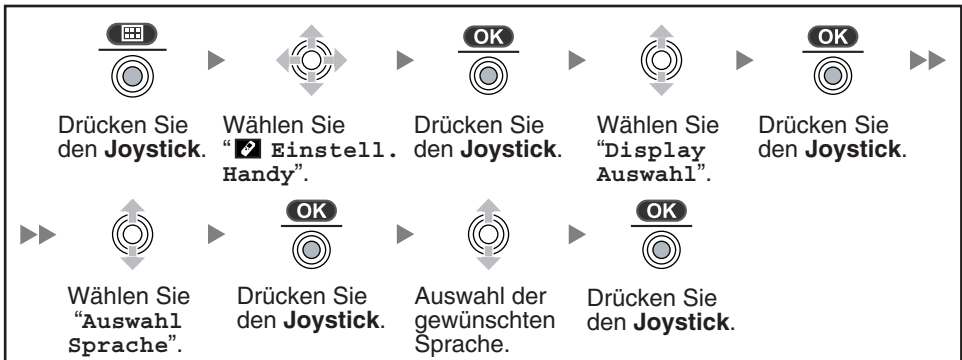 OK
OK
Drücken Sie
den Joystick.
Wählen Sie
“ Einstell.
Handy”.
Drücken Sie
den Joystick.
Wählen Sie
“Display
Auswahl”.
Drücken Sie
den Joystick.
OK
OK
Wählen Sie
“Auswahl
Sprache”.
Drücken Sie
den Joystick.
Auswahl der
gewünschten
Sprache.
Drücken Sie
den Joystick.